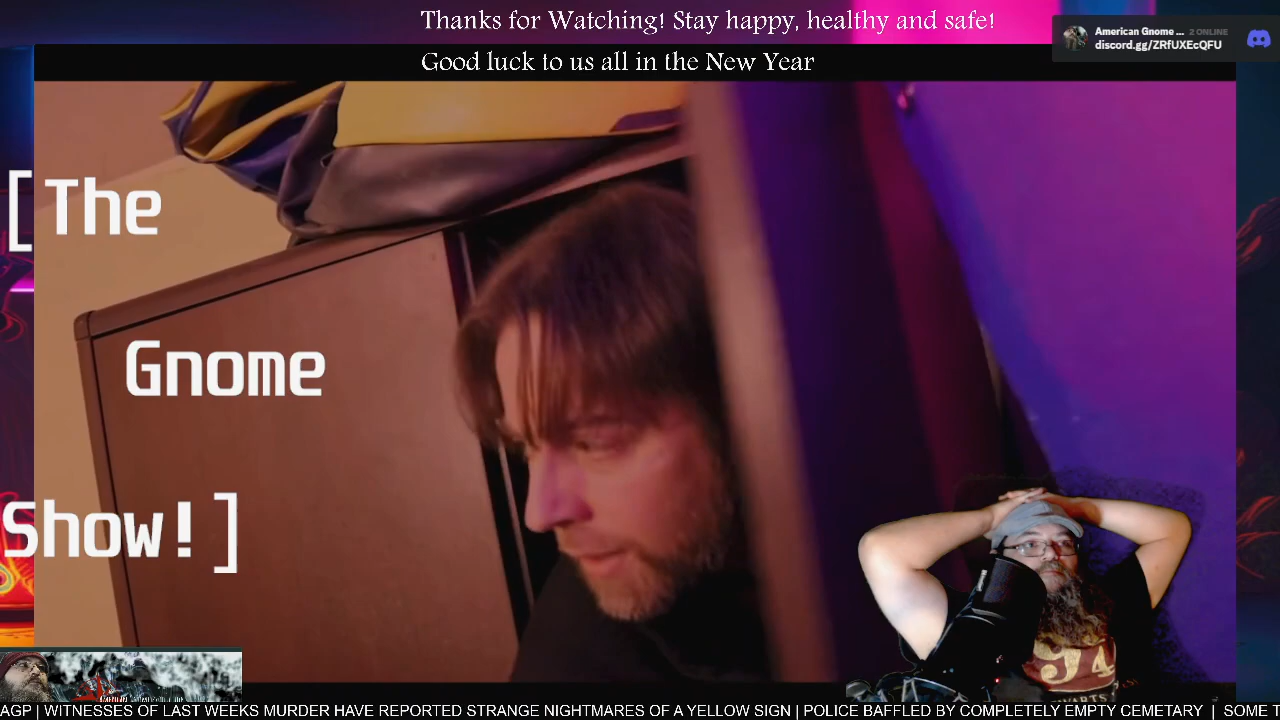 Thanks for Watching! Stay happy, healthy and safe!
Good luck to us all in the New Year
American Gnome ... 2 ONLINE
discord.gg/ZRfUXEcQFU
[The
Gnome
Show!]
94
AGP | WITNESSES OF LAST WEEKS MURDER HAVE REPORTED STRANGE NIGHTMARES OF A YELLOW SIGN | POLICE BAFFLED BY COMPLETELY EMPTY CEMETARY | SOME T